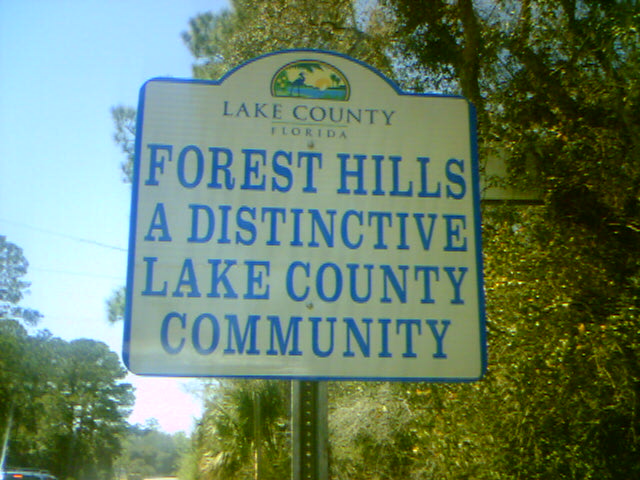 LAKE COUNTY
FLORIDA
FOREST HILLS
A DISTINCTIVE
LAKE COUNTY
COMMUNITY